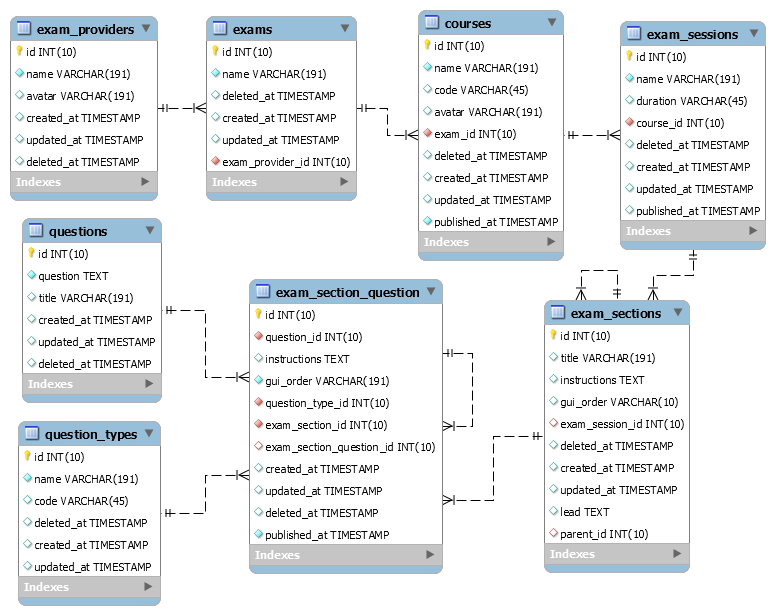 exam_providers
id INT(10)
name VARCHAR(191)
avatar VARCHAR(191)
created_at TIMESTAMP
updated_at TIMESTAMP
deleted_at TIMESTAMP
Indexes
exams
id INT(10)
name VARCHAR(191)
deleted_at TIMESTAMP
created_at TIMESTAMP
updated_at TIMESTAMP
exam_provider_id INT(10)
Indexes
courses
id INT(10)
name VARCHAR(191)
code VARCHAR(45)
avatar VARCHAR(191)
exam_id INT(10)
deleted_at TIMESTAMP
created_at TIMESTAMP
updated_at TIMESTAMP
published_at TIMESTAMP
Indexes
exam_sessions
id INT(10)
name VARCHAR(191)
duration VARCHAR(45)
course_id INT(10)
deleted_at TIMESTAMP
created_at TIMESTAMP
updated_at TIMESTAMP
published_at TIMESTAMP
Indexes
questions
id INT(10)
question TEXT
title VARCHAR(191)
created_at TIMESTAMP
updated_at TIMESTAMP
deleted_at TIMESTAMP
Indexes
exam_section_question
id INT(10)
question_id INT(10)
instructions TEXT
gui_order VARCHAR(191)
question_type_id INT(10)
exam_section_id INT(10)
exam_section_question_id INT(10)
created_at TIMESTAMP
updated_at TIMESTAMP
deleted_at TIMESTAMP
published_at TIMESTAMP
Indexes
exam_sections
id INT(10)
title VARCHAR(191)
instructions TEXT
gui_order VARCHAR(10)
exam_session_id INT(10)
deleted_at TIMESTAMP
created_at TIMESTAMP
updated_at TIMESTAMP
lead TEXT
parent_id INT(10)
Indexes
question_types
id INT(10)
name VARCHAR(191)
code VARCHAR(45)
deleted_at TIMESTAMP
created_at TIMESTAMP
updated_at TIMESTAMP
Indexes